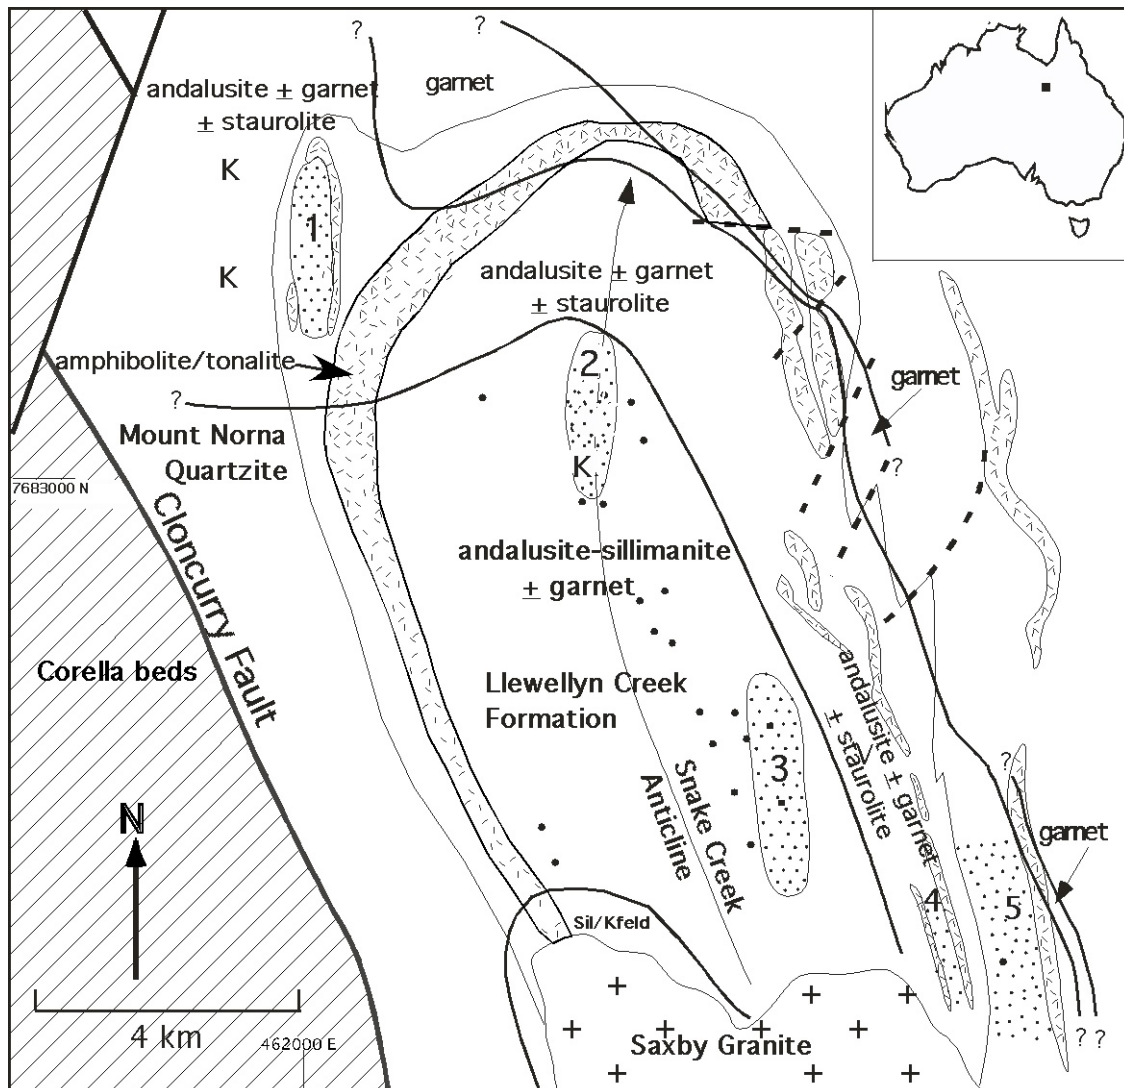 ?
?
andalusite ± garnet
± staurolite
garnet
K
1
K
andalusite ± garnet
± staurolite
amphibolite/tonalite
2
garnet
?
Mount Norna
Quartzite
K
?
7683000 N
Cloncurry Fault
andalusite-sillimanite
± garnet
Corella beds
Llewellyn Creek
Formation
andalusite ± garnet
± staurolite
3
Snake Creek
Anticline
?
N
garnet
4
5
Sil/Kfeld
4 km
462000 E
Saxby Granite
? ?